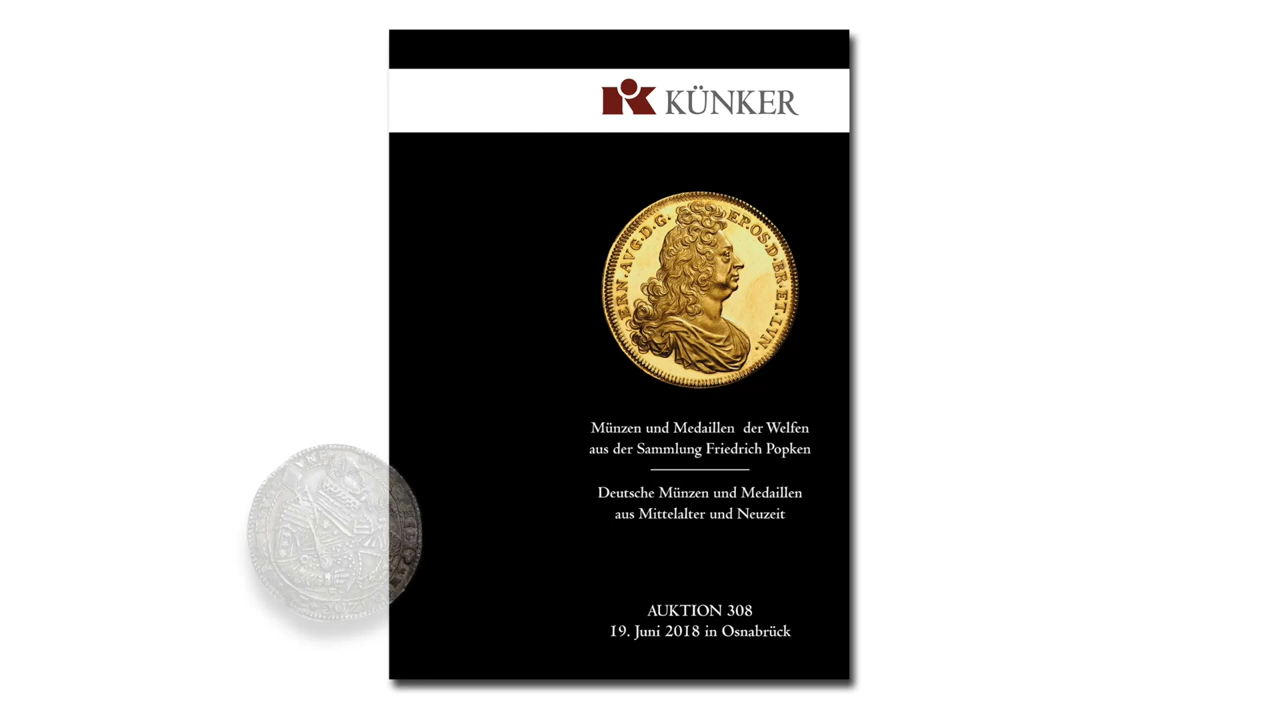 KÜNKER
ERN.AVG.D.G. EP.OS.D.BR.ET.LVN.
Münzen und Medaillen der Welfen
aus der Sammlung Friedrich Popken
Deutsche Münzen und Medaillen
aus Mittelalter und Neuzeit
AUKTION 308
19. Juni 2018 in Osnabrück